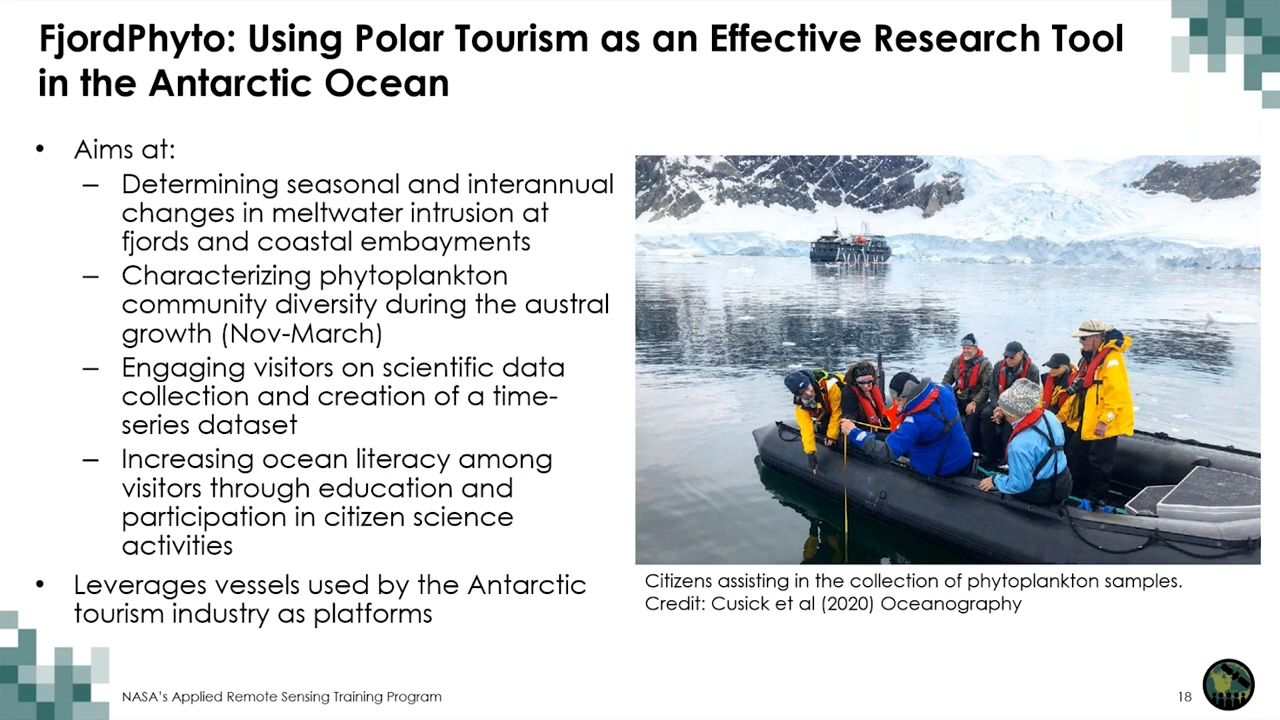 FjordPhyto: Using Polar Tourism as an Effective Research Tool
in the Antarctic Ocean
• Aims at:
– Determining seasonal and interannual
changes in meltwater intrusion at
fjords and coastal embayments
– Characterizing phytoplankton
community diversity during the austral
growth (Nov-March)
– Engaging visitors on scientific data
collection and creation of a time-
series dataset
– Increasing ocean literacy among
visitors through education and
participation in citizen science
activities
• Leverages vessels used by the Antarctic
tourism industry as platforms
Citizens assisting in the collection of phytoplankton samples.
Credit: Cusick et al (2020) Oceanography
NASA's Applied Remote Sensing Training Program
18